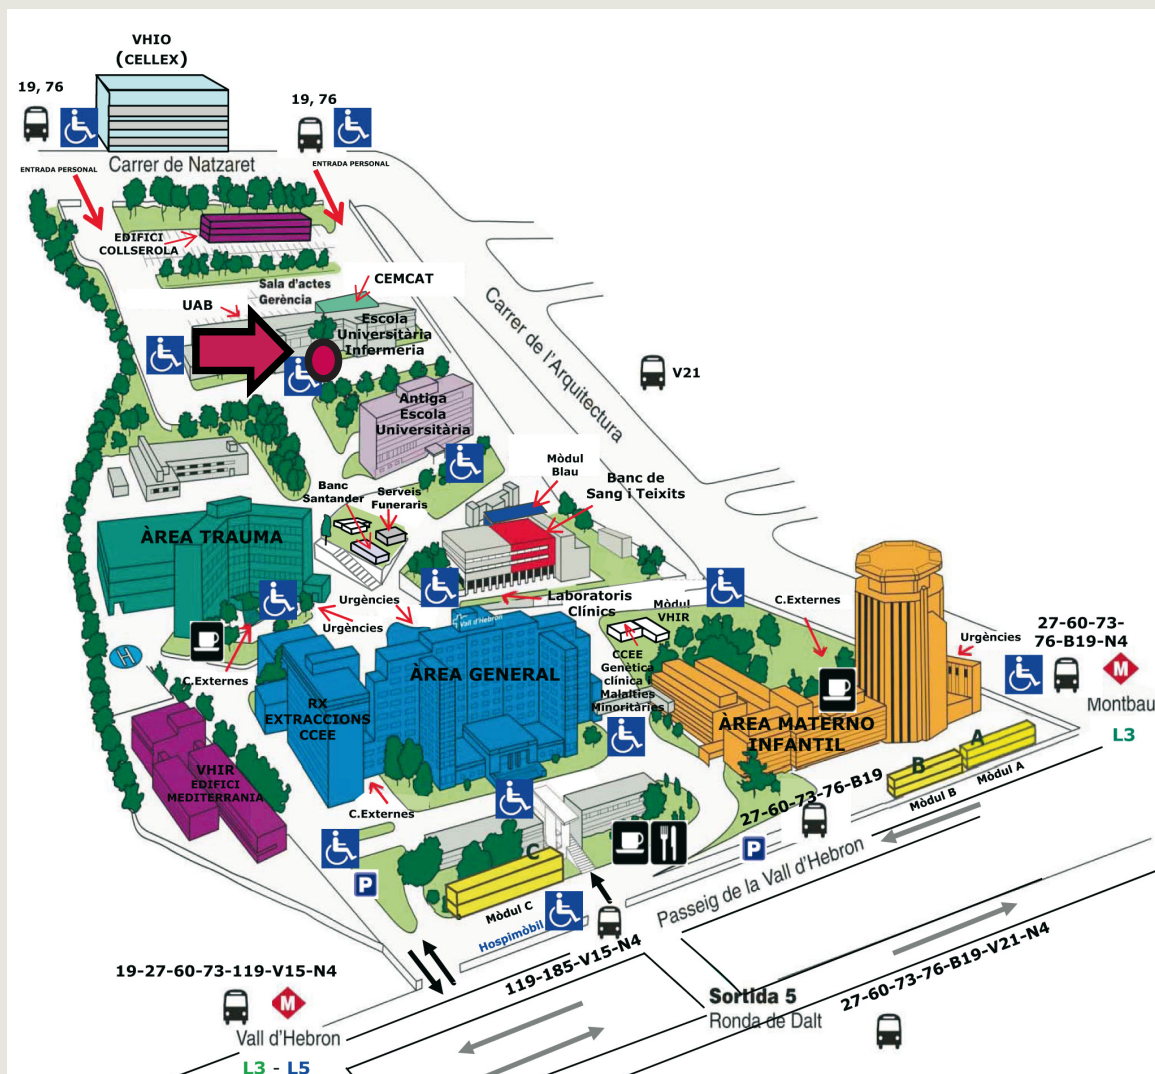 VHIO
(CELLEX)
19, 76
19, 76
Carrer de Natzaret
ENTRADA PERSONAL
ENTRADA PERSONAL
EDIFICI
COLLSEROLA
CEMCAT
Sala d'actes
Gerència
UAB
Escola
Universitària
Infermeria
Carrer de l'Arquitectura
V21
Antiga
Escola
Universitària
Mòdul
Blau
Banc de
Sang i Teixits
Banc
Santander
Serveis
Funeraris
ÀREA TRAUMA
Laboratoris
Clínics
Urgències
Urgències
Vall d'Hebron
Mòdul
VHIR
C.Externes
27-60-73-
76-B19-N4
Urgències
CCEE
Genètica
clínica i
Malalties
Minoritàries
H
C.Externes
ÀREA GENERAL
RX
EXTRACCIONS
CCEE
M
Montbau
L3
ÀREA MATERNO
INFANTIL
A
B
Mòdul A
Mòdul B
VHIR
EDIFICI
MEDITERRANIA
C.Externes
27-60-73-76-B19
P
P
C
Mòdul C
Hospimòbil
Passeig de la Vall d'Hebron
119-185-V15-N4
19-27-60-73-119-V15-N4
M
Vall d'Hebron
L3 - L5
Sortida 5
Ronda de Dalt
27-60-73-76-B19-V21-N4